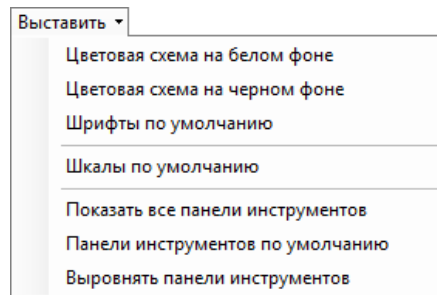 Выставить
Цветовая схема на белом фоне
Цветовая схема на черном фоне
Шрифты по умолчанию
Шкалы по умолчанию
Показать все панели инструментов
Панели инструментов по умолчанию
Выровнять панели инструментов